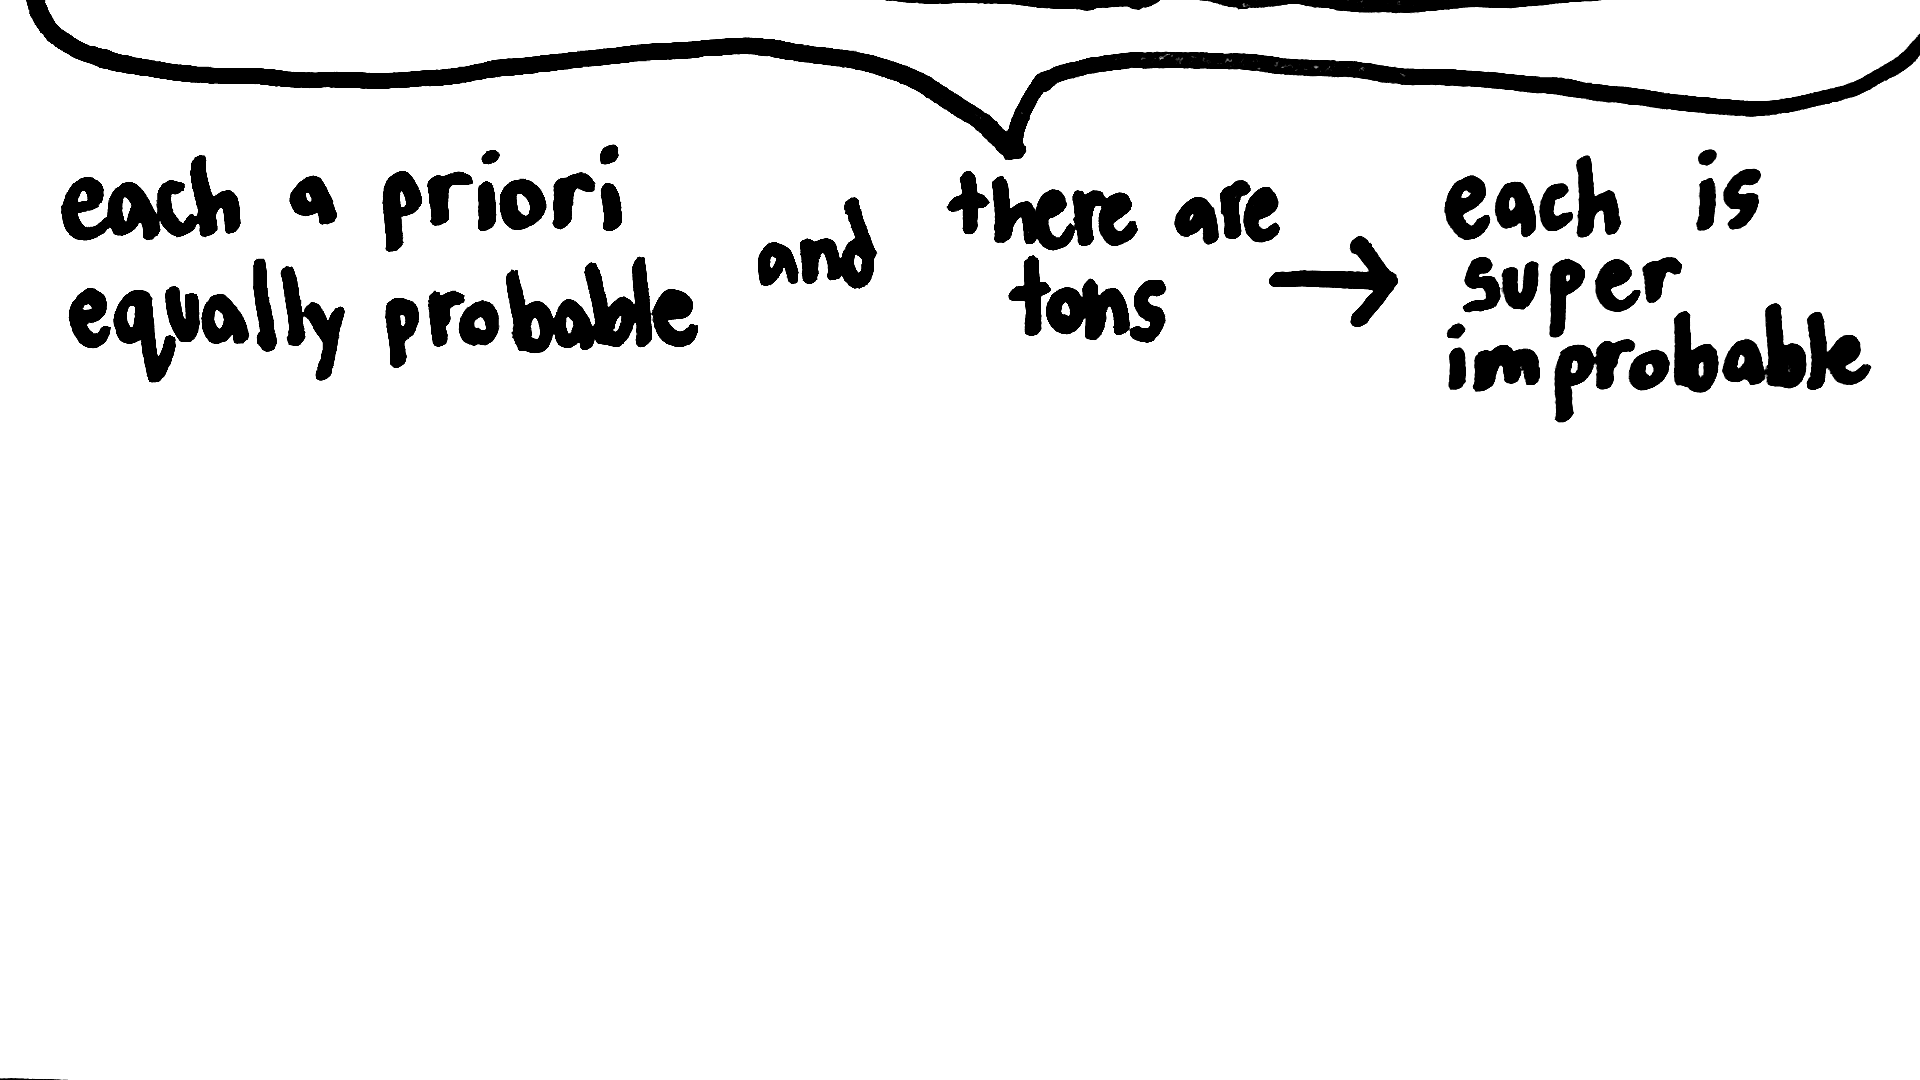 each a priori
equally probable
and
there are
tons
→
each is
super
improbable